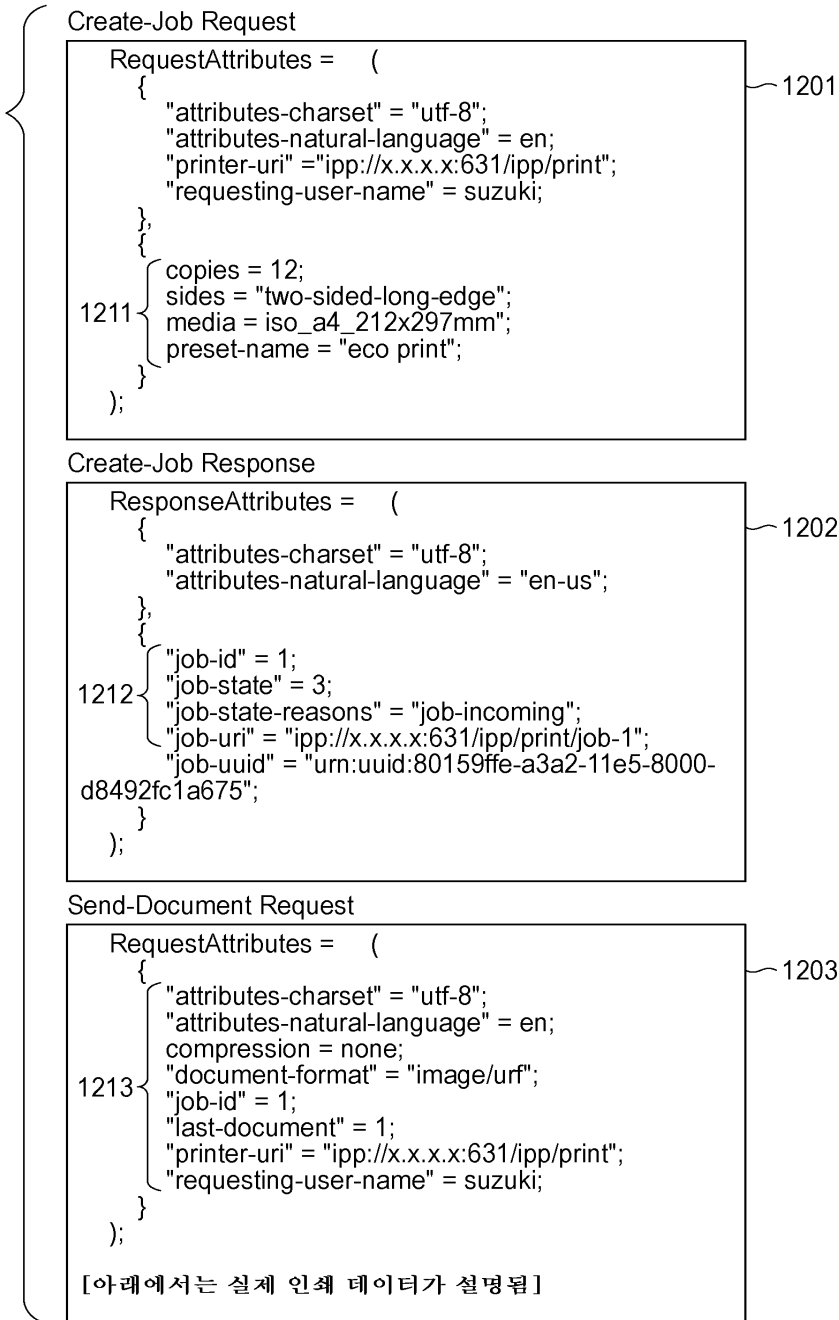 Create-Job Request
RequestAttributes = (
{
"attributes-charset" = "utf-8";
"attributes-natural-language" = en;
"printer-uri" ="ipp://x.x.x.x:631/ipp/print";
"requesting-user-name" = suzuki;
},
{
copies = 12;
sides = "two-sided-long-edge";
media = iso_a4_212x297mm";
preset-name = "eco print";
}
);
1201
1211
Create-Job Response
ResponseAttributes = (
{
"attributes-charset" = "utf-8";
"attributes-natural-language" = "en-us";
},
{
"job-id" = 1;
"job-state" = 3;
"job-state-reasons" = "job-incoming";
"job-uri" = "ipp://x.x.x.x:631/ipp/print/job-1";
"job-uuid" = "urn:uuid:80159ffe-a3a2-11e5-8000-
d8492fc1a675";
}
);
1202
1212
Send-Document Request
RequestAttributes = (
{
"attributes-charset" = "utf-8";
"attributes-natural-language" = en;
compression = none;
"document-format" = "image/urf";
"job-id" = 1;
"last-document" = 1;
"printer-uri" = "ipp://x.x.x.x:631/ipp/print";
"requesting-user-name" = suzuki;
}
);
1203
1213
[아래에서는 실제 인쇄 데이터가 설명됨]